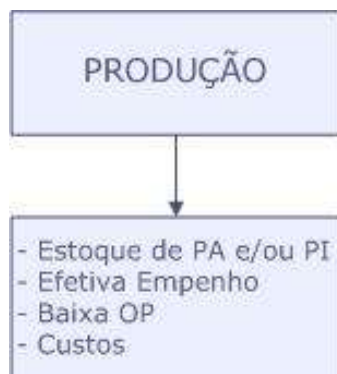 PRODUÇÃO
- Estoque de PA e/ou PI
- Efetiva Empenho
- Baixa OP
- Custos